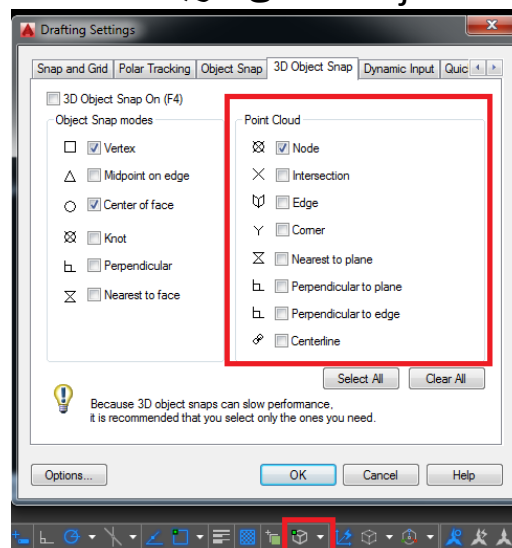 Drafting Settings
Snap and Grid Polar Tracking Object Snap 3D Object Snap Dynamic Input Quic
3D Object Snap On (F4)
Object Snap modes
Vertex
Midpoint on edge
Center of face
Knot
Perpendicular
Nearest to face
Point Cloud
Node
Intersection
Edge
Corner
Nearest to plane
Perpendicular to plane
Perpendicular to edge
Centerline
Select All Clear All
Because 3D object snaps can slow performance,
it is recommended that you select only the ones you need.
Options... OK Cancel Help